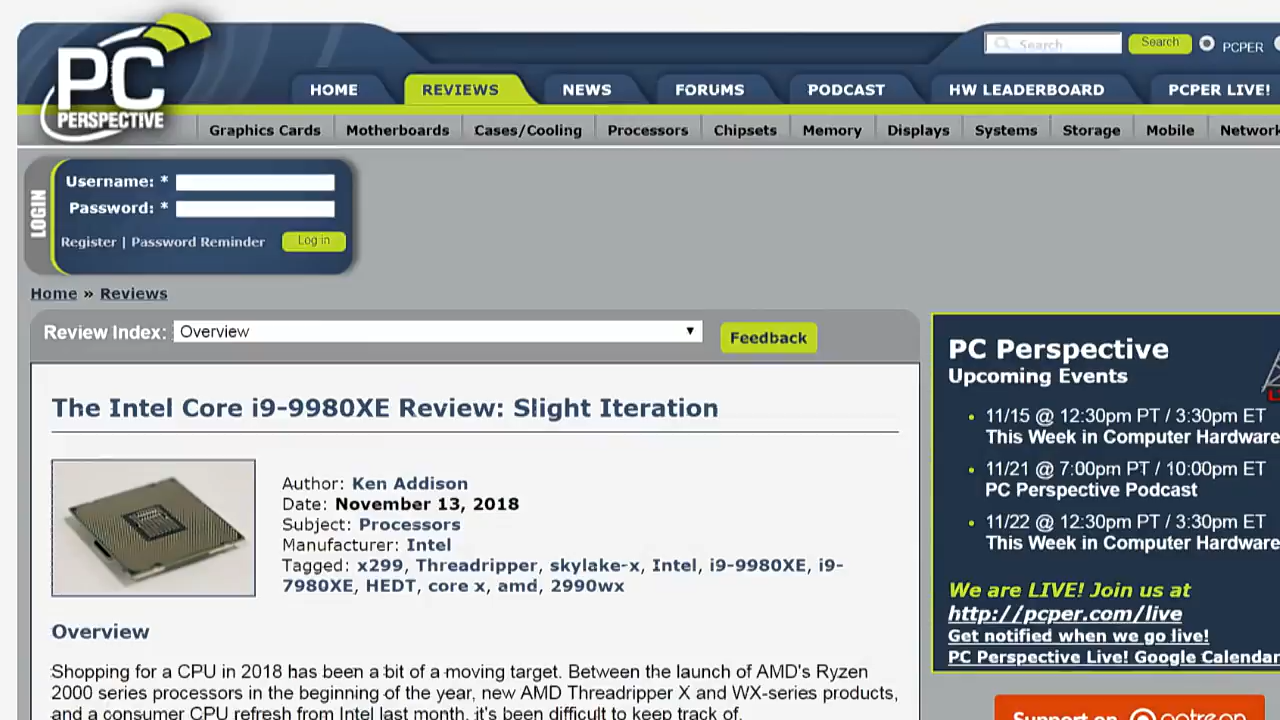 PC
PERSPECTIVE
Search
Search
PCPER
HOME
REVIEWS
NEWS
FORUMS
PODCAST
HW LEADERBOARD
PCPER LIVE!
Graphics Cards
Motherboards
Cases/Cooling
Processors
Chipsets
Memory
Displays
Systems
Storage
Mobile
Network
LOGIN
Username: *
Password: *
Register | Password Reminder
Log in
Home » Reviews
Review Index:
Overview
Feedback
The Intel Core i9-9980XE Review: Slight Iteration
Author: Ken Addison
Date: November 13, 2018
Subject: Processors
Manufacturer: Intel
Tagged: x299, Threadripper, skylake-x, Intel, i9-9980XE, i9-
7980XE, HEDT, core x, amd, 2990wx
Overview
Shopping for a CPU in 2018 has been a bit of a moving target. Between the launch of AMD's Ryzen
2000 series processors in the beginning of the year, new AMD Threadripper X and WX-series products,
and a consumer CPU refresh from Intel last month, it's been difficult to keep track of.
PC Perspective
Upcoming Events
11/15 @ 12:30pm PT / 3:30pm ET
This Week in Computer Hardware
11/21 @ 7:00pm PT / 10:00pm ET
PC Perspective Podcast
11/22 @ 12:30pm PT / 3:30pm ET
This Week in Computer Hardware
We are LIVE! Join us at
http://pcper.com/live
Get notified when we go live!
PC Perspective Live! Google Calendar
Support on patreon